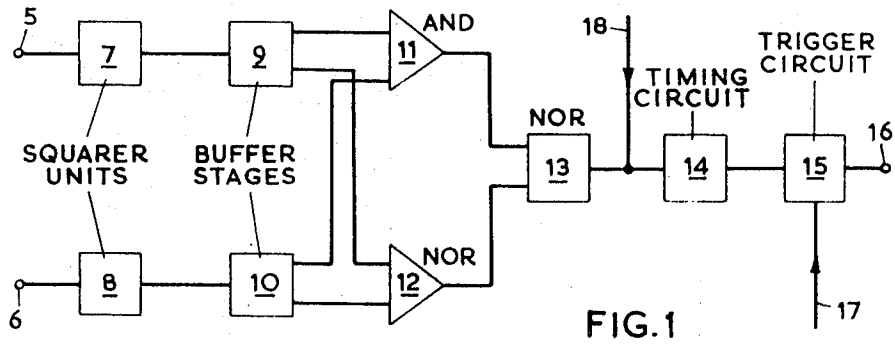 5
7
9
AND
11
18
TIMING
CIRCUIT
TRIGGER
CIRCUIT
16
SQUARER
UNITS
BUFFER
STAGES
NOR
13
14
15
6
8
10
NOR
12
17
FIG.1